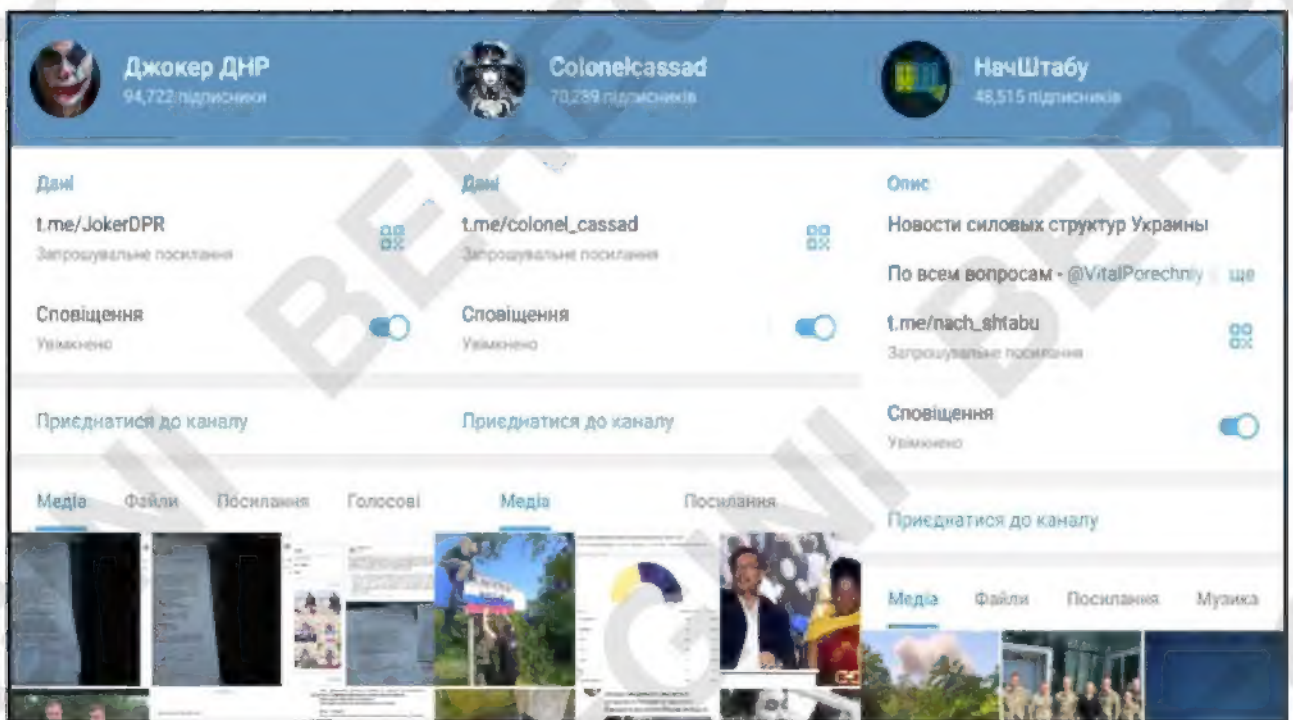 Джокер ДНР
94,722 підписники
Дані
t.me/JokerDPR
Запрошувальне посилання
Сповіщення
Увімкнено
Приєднатися до каналу
Медіа Файли Посилання Голосові
Colonelcassad
70,289 підписників
Дані
t.me/colonel_cassad
Запрошувальне посилання
Сповіщення
Увімкнено
Приєднатися до каналу
Медіа Посилання
НачШтабу
48,515 підписників
Опис
Новости силовых структур Украины
По всем вопросам - @VitalPorechniy ще
t.me/nach_shtabu
Запрошувальне посилання
Сповіщення
Увімкнено
Приєднатися до каналу
Медіа Файли Посилання Музика